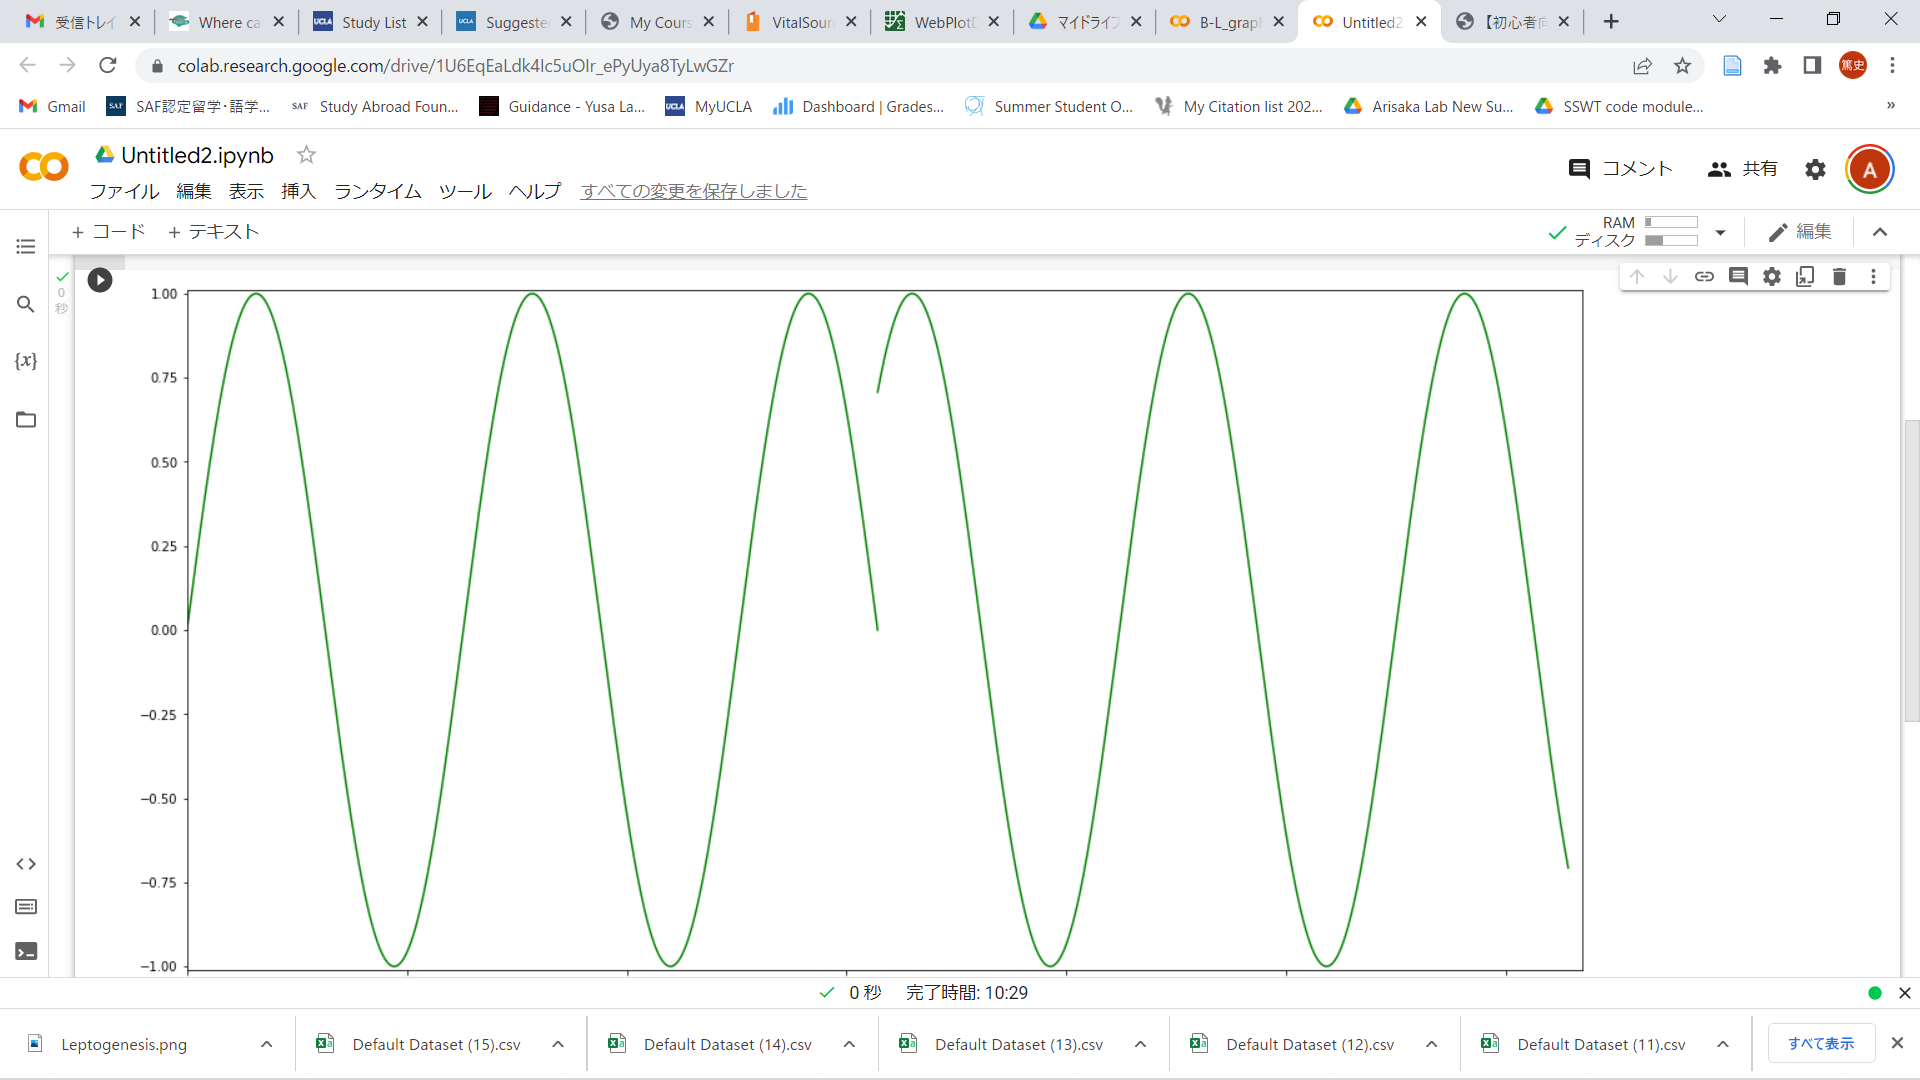 受信トレイ Where ca Study List Suggeste My Cours VitalSour WebPlotD マイドライブ B-L_grap Untitled2 【初心者向
colab.research.google.com/drive/1U6EqEaLdk4Ic5uOIr_ePyUya8TyLwGZr 篤史
Gmail SAF SAF認定留学・語学... SAF Study Abroad Foun... Guidance - Yusa La... UCLA MyUCLA Dashboard | Grades... Summer Student O... My Citation list 202... Arisaka Lab New Su... SSWT code module... »
Untitled2.ipynb
コメント 共有 A
ファイル 編集 表示 挿入 ランタイム ツール ヘルプ すべての変更を保存しました
+ コード + テキスト
RAM
ディスク
編集
0
秒
{x}
1.00
0.75
0.50
0.25
0.00
−0.25
−0.50
−0.75
−1.00
0 秒 完了時間: 10:29
Leptogenesis.png Default Dataset (15).csv Default Dataset (14).csv Default Dataset (13).csv Default Dataset (12).csv Default Dataset (11).csv すべて表示